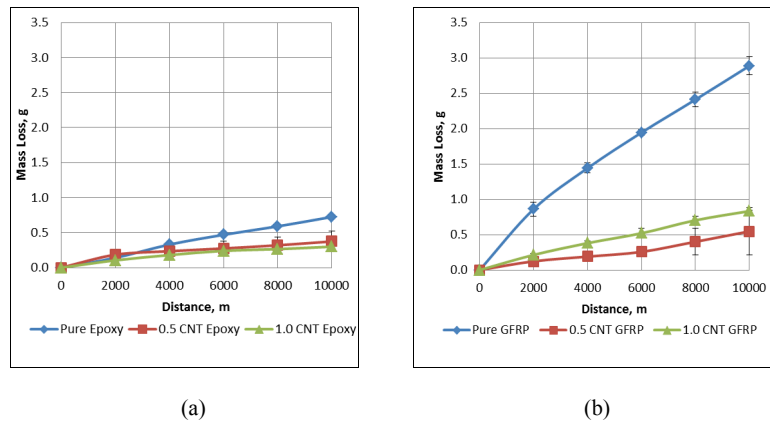 3.5
3.0
2.5
2.0
1.5
1.0
0.5
0.0
Mass Loss, g
0 2000 4000 6000 8000 10000
Distance, m
Pure Epoxy 0.5 CNT Epoxy 1.0 CNT Epoxy
(a)
3.5
3.0
2.5
2.0
1.5
1.0
0.5
0.0
Mass Loss, g
0 2000 4000 6000 8000 10000
Distance, m
Pure GFRP 0.5 CNT GFRP 1.0 CNT GFRP
(b)